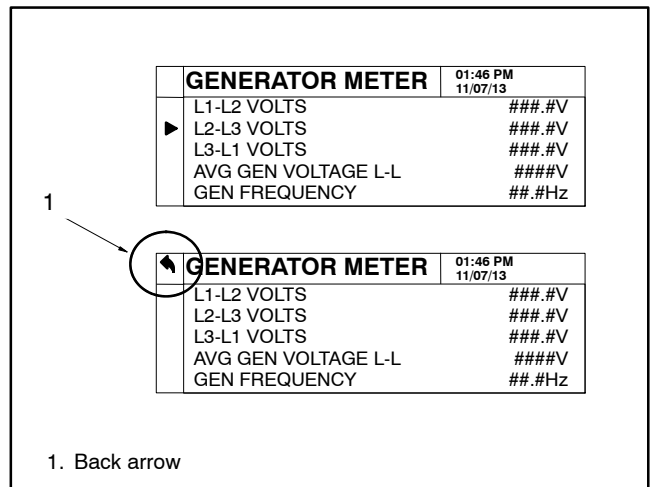 GENERATOR METER 01:46 PM
11/07/13
L1-L2 VOLTS ###.#V
L2-L3 VOLTS ###.#V
L3-L1 VOLTS ###.#V
AVG GEN VOLTAGE L-L ####V
GEN FREQUENCY ##.#Hz
1
GENERATOR METER 01:46 PM
11/07/13
L1-L2 VOLTS ###.#V
L2-L3 VOLTS ###.#V
L3-L1 VOLTS ###.#V
AVG GEN VOLTAGE L-L ####V
GEN FREQUENCY ##.#Hz
1. Back arrow